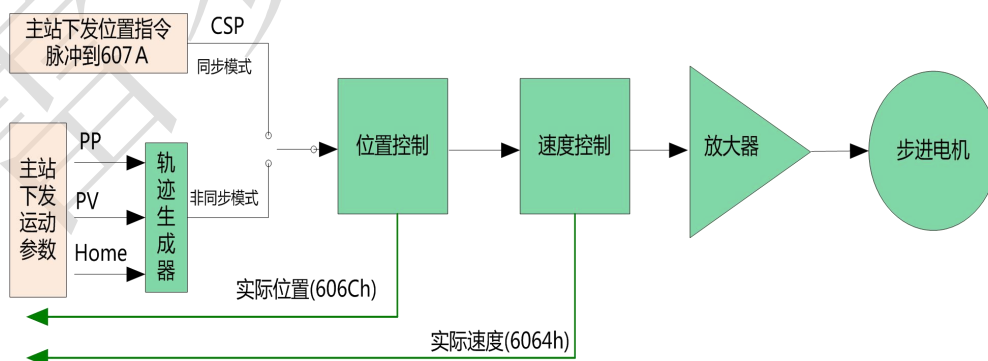 主站下发位置指令
脉冲到607A
CSP
同步模式
主站
下发
运动
参数
PP
PV
Home
轨
迹
生
成
器
非同步模式
位置控制
速度控制
放大器
步进电机
实际位置(606Ch)
实际速度(6064h)